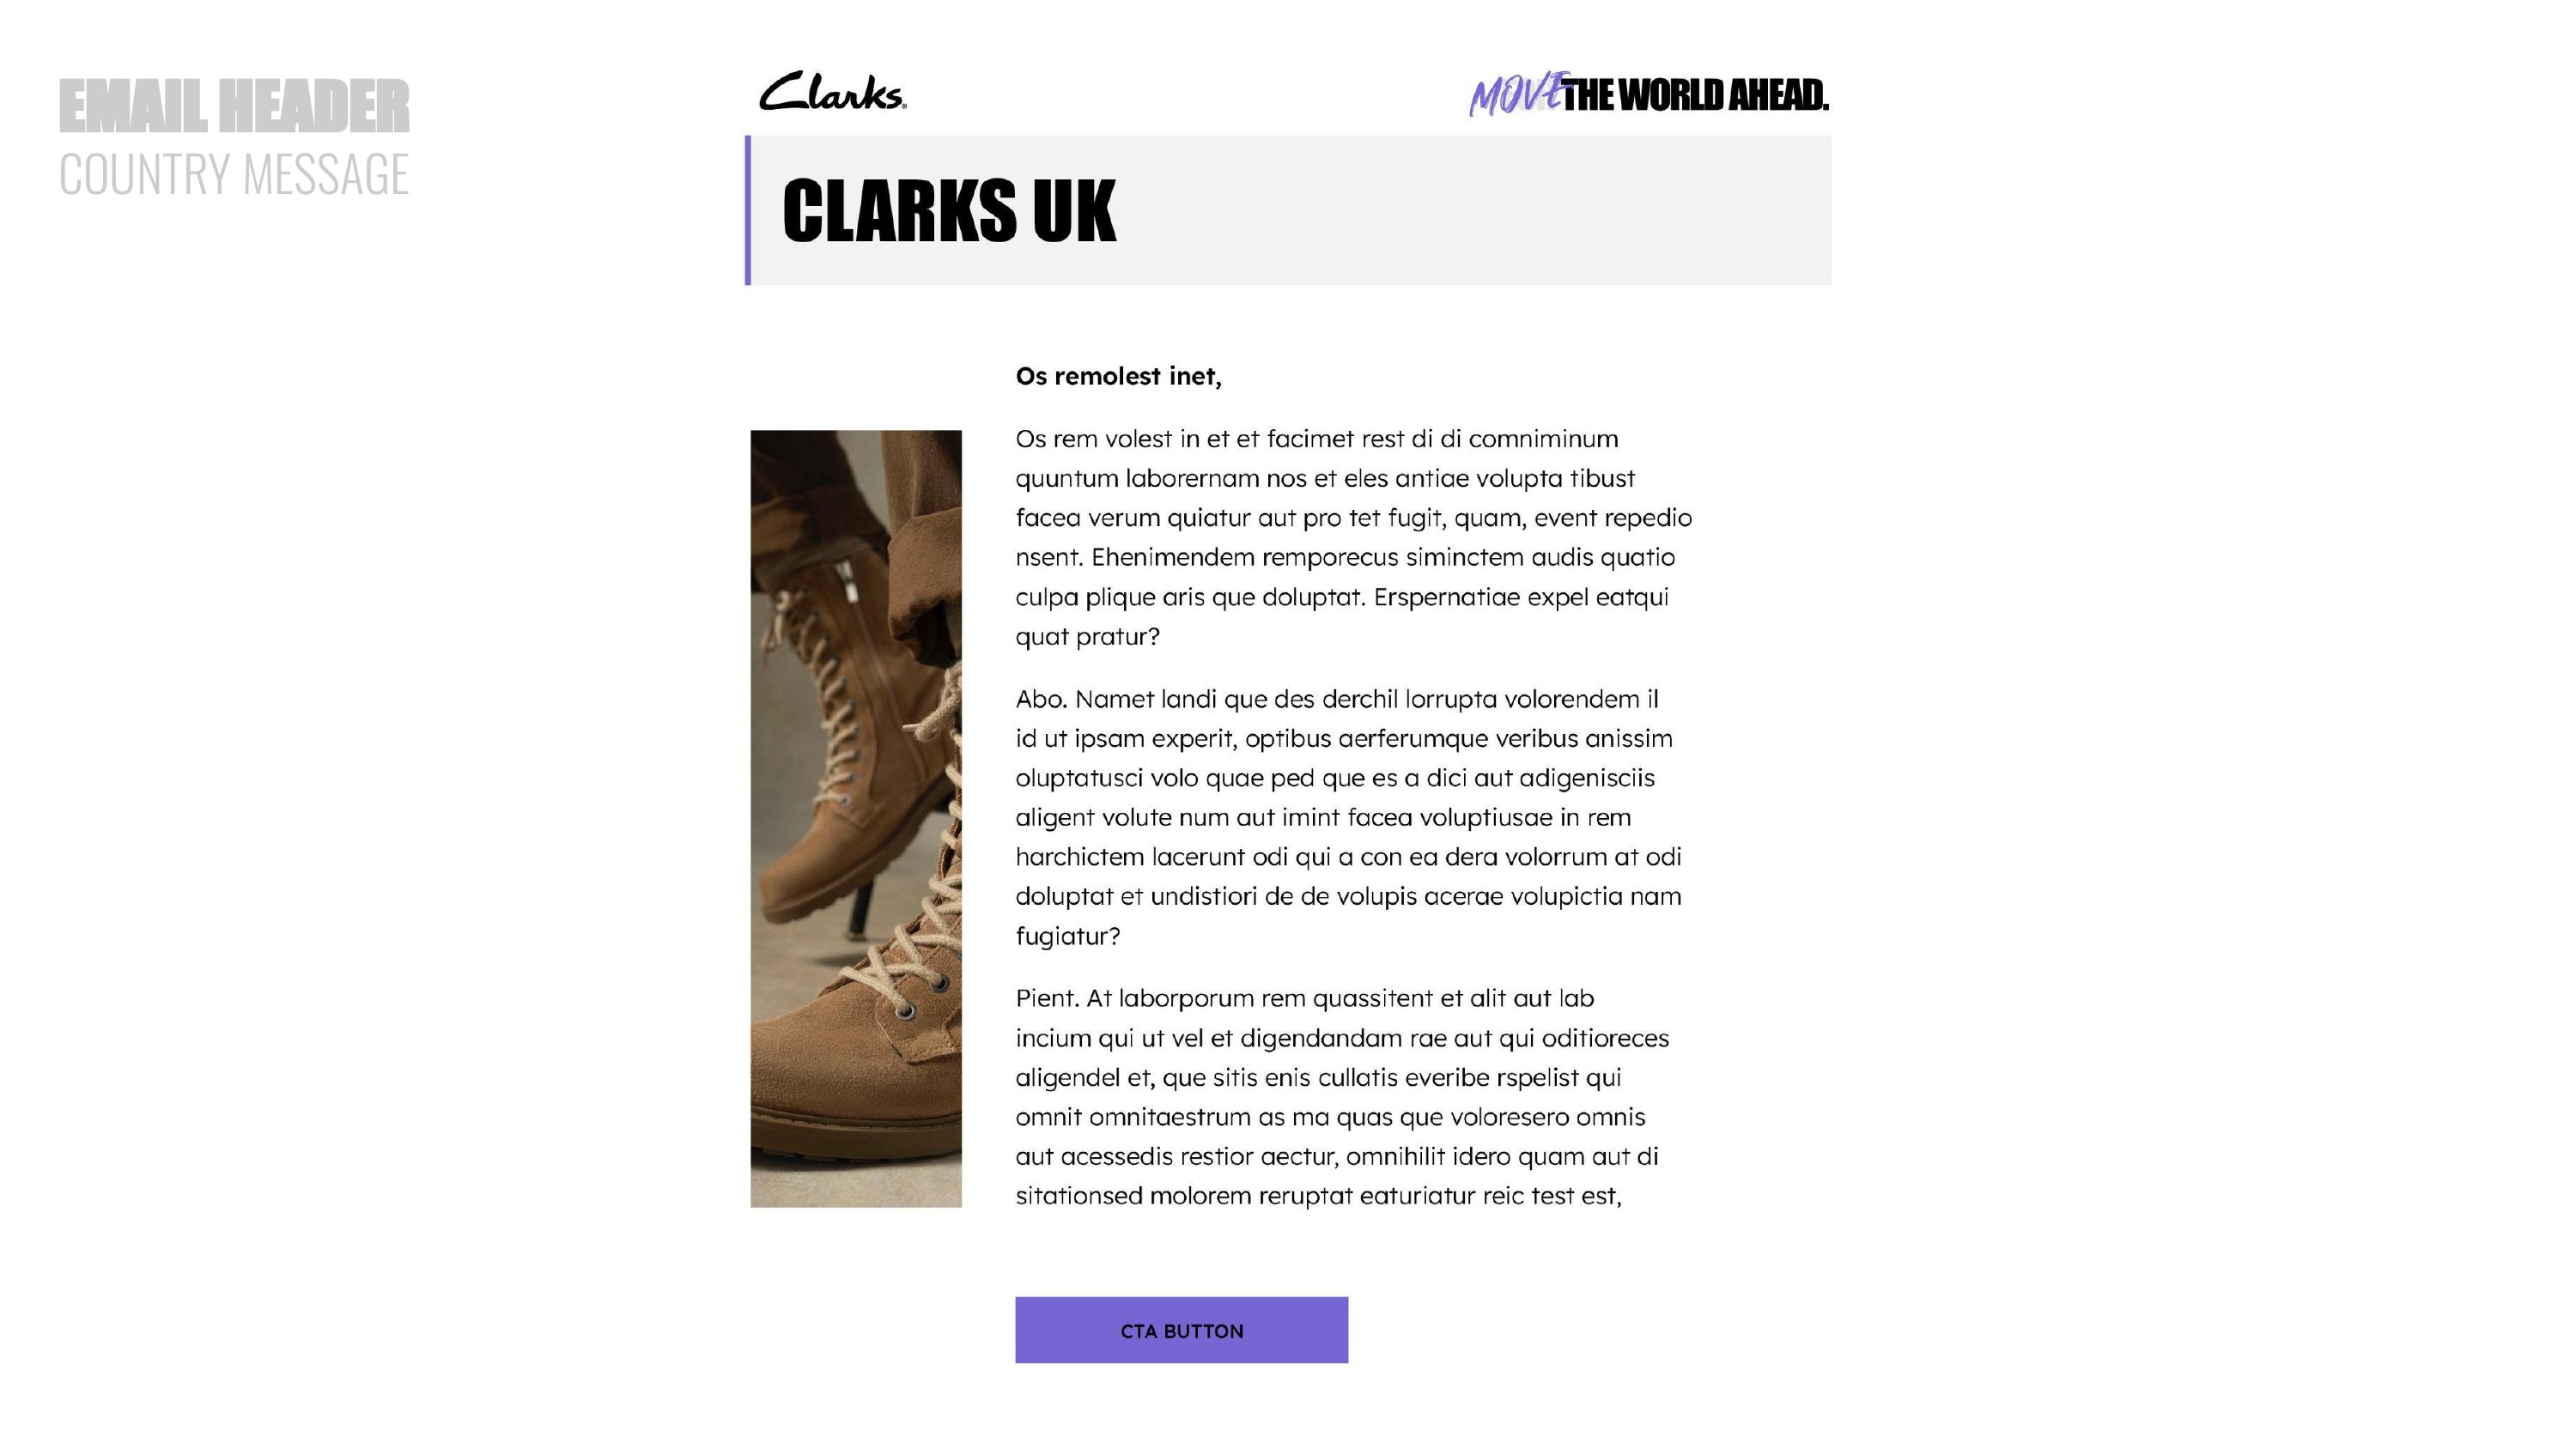 EMAIL HEADER
COUNTRY MESSAGE
Clarks.
MOVE THE WORLD AHEAD.
CLARKS UK
Os remolest inet,
Os rem volest in et et facimet rest di di comniminum
quuntum laborernam nos et eles antiae volupta tibust
facea verum quiatur aut pro tet fugit, quam, event repedio
nsent. Ehenimendem remporecus siminctem audis quatio
culpa plique aris que doluptat. Erspernatiae expel eatqui
quat pratur?
Abo. Namet landi que des derchil lorrupta volorendem il
id ut ipsam experit, optibus aerferumque veribus anissim
oluptatusci volo quae ped que es a dici aut adigenisciis
aligent volute num aut imint facea voluptiusae in rem
harchictem lacerunt odi qui a con ea dera volorrum at odi
doluptat et undistiori de de volupis acerae volupictia nam
fugiatur?
Pient. At laborporum rem quassitent et alit aut lab
incium qui ut vel et digendandam rae aut qui oditioreces
aligendel et, que sitis enis cullatis everibe rspelist qui
omnit omnitaestrum as ma quas que voloresero omnis
aut acessedis restior aectur, omnihilit idero quam aut di
sitationsed molorem reruptat eaturiatur reic test est,
CTA BUTTON